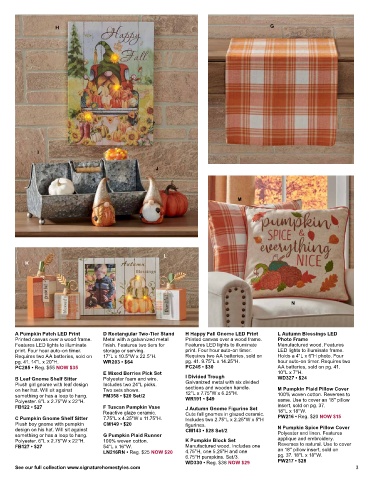 H
G
Happy
Fall
I
J
M
pumpkin
SPICE &
everything
NICE
K
L
Autumn
Blessings
N
A Pumpkin Patch LED Print
Printed canvas over a wood frame.
Features LED lights to illuminate
print. Four hour auto-on timer.
Requires two AA batteries, sold on
pg. 41. 14"L x 20"H.
PC268 • Reg. $55 NOW $35
B Leaf Gnome Shelf Sitter
Plush girl gnome with leaf design
on her hat. Will sit against
something or has a loop to hang.
Polyester. 6"L x 2.75"W x 22"H.
FB122 • $27
C Pumpkin Gnome Shelf Sitter
Plush boy gnome with pumpkin
design on his hat. Will sit against
something or has a loop to hang.
Polyester. 6"L x 2.75"W x 22"H.
FB127 • $27
D Rectangular Two-Tier Stand
Metal with a galvanized metal
finish. Features two tiers for
storage or serving.
17"L x 10.5"W x 22.5"H.
WR203 • $64
E Mixed Berries Pick Set
Polyester foam and wire.
Includes two 24"L picks.
Two sets shown.
FM358 • $20 Set/2
F Tuscan Pumpkin Vase
Reactive glaze ceramic.
7.75"L x 4.25"W x 11.75"H.
CM149 • $20
G Pumpkin Plaid Runner
100% woven cotton.
54"L x 16"W.
LN216RN • Reg. $25 NOW $20
H Happy Fall Gnome LED Print
Printed canvas over a wood frame.
Features LED lights to illuminate
print. Four hour auto-on timer.
Requires two AA batteries, sold on
pg. 41. 9.75"L x 16.25"H.
PC245 • $30
I Divided Trough
Galvanized metal with six divided
sections and wooden handle.
12"L x 7.75"W x 6.25"H.
WR591 • $49
J Autumn Gnome Figurine Set
Cute fall gnomes in glazed ceramic.
Includes two 2.75"L x 2.25"W x 5"H
figurines.
CM143 • $25 Set/2
K Pumpkin Block Set
Manufactured wood. Includes one
4.75"H, one 5.25"H and one
6.75"H pumpkins. Set/3
WD330 • Reg. $38 NOW $29
L Autumn Blessings LED
Photo Frame
Manufactured wood. Features
LED lights to illuminate frame.
Holds a 4"L x 6"H photo. Four
hour auto-on timer. Requires two
AA batteries, sold on pg. 41.
10"L x 7"H.
WD327 • $24
M Pumpkin Plaid Pillow Cover
100% woven cotton. Reverses to
same. Use to cover an 18" pillow
insert, sold on pg. 37.
18"L x 18"W.
PW216 • Reg. $20 NOW $15
N Pumpkin Spice Pillow Cover
Polyester and linen. Features
applique and embroidery.
Reverses to natural. Use to cover
an 18" pillow insert, sold on
pg. 37. 18"L x 18"W.
PW217 • $28
See our full collection www.signaturehomestyles.com
3